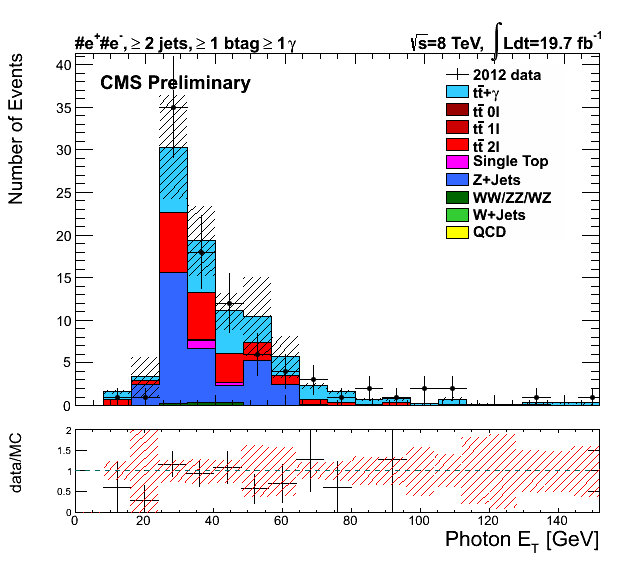 #e⁺#e⁻, ≥ 2 jets, ≥ 1 btag ≥ 1γ √s=8 TeV, ∫Ldt=19.7 fb⁻¹
CMS Preliminary
2012 data
tt̄+γ
tt̄ 0l
tt̄ 1l
tt̄ 2l
Single Top
Z+Jets
WW/ZZ/WZ
W+Jets
QCD
Number of Events
40
35
30
25
20
15
10
5
0
data/MC
2
1.5
1
0.5
0
0 20 40 60 80 100 120 140
Photon E_T [GeV]